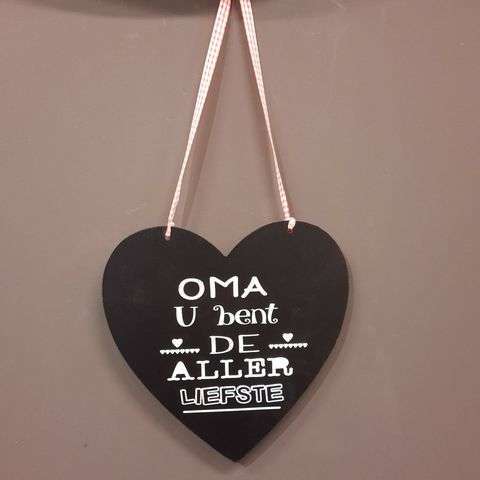 OMA
U bent
DE
ALLER
LIEFSTE